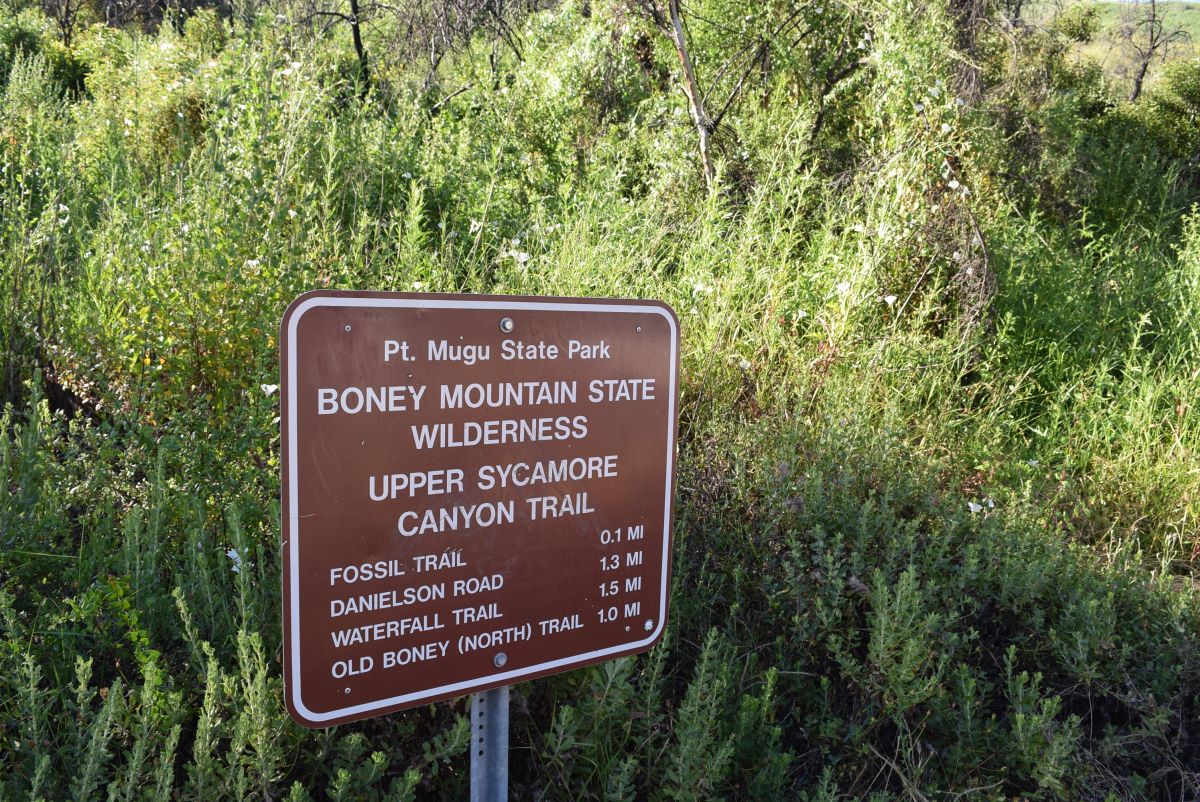 Pt. Mugu State Park
BONEY MOUNTAIN STATE
WILDERNESS
UPPER SYCAMORE
CANYON TRAIL
FOSSIL TRAIL 0.1 MI
DANIELSON ROAD 1.3 MI
WATERFALL TRAIL 1.5 MI
OLD BONEY (NORTH) TRAIL 1.0 MI